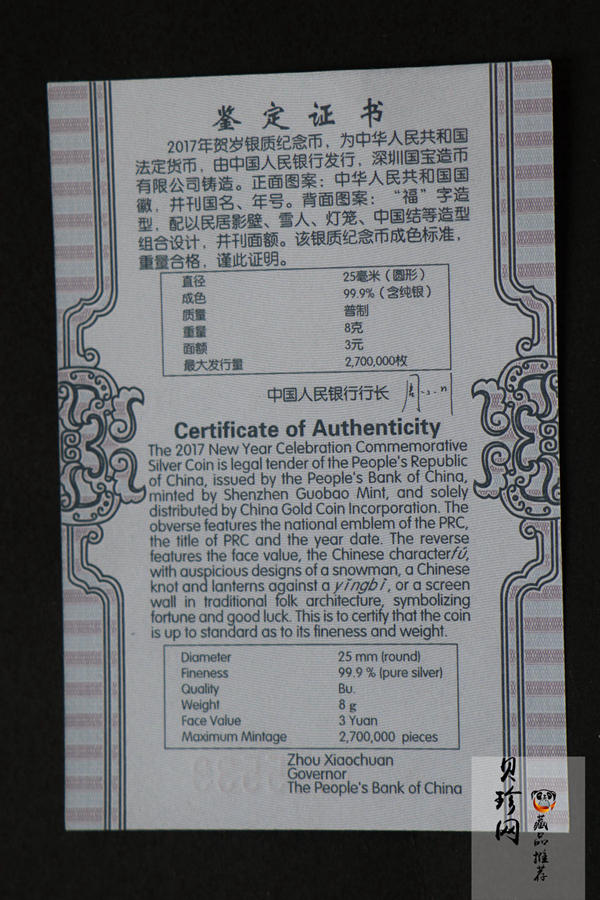 鉴定证书
2017年贺岁银质纪念币，为中华人民共和国
法定货币，由中国人民银行发行，深圳国宝造币
有限公司铸造。正面图案：中华人民共和国国
徽，并刊国名、年号。背面图案：“福”字造
型，配以民居影壁、雪人、灯笼、中国结等造型
组合设计，并刊面额。该银质纪念币成色标准，
重量合格，谨此证明。
直径 25毫米（圆形）
成色 99.9%（含纯银）
质量 普制
重量 8克
面额 3元
最大发行量 2,700,000枚
中国人民银行行长
Certificate of Authenticity
The 2017 New Year Celebration Commemorative
Silver Coin is legal tender of the People's Republic
of China, issued by the People's Bank of China,
minted by Shenzhen Guobao Mint, and solely
distributed by China Gold Coin Incorporation. The
obverse features the national emblem of the PRC,
the title of PRC and the year date. The reverse
features the face value, the Chinese character fú,
with auspicious designs of a snowman, a Chinese
knot and lanterns against a yǐngbì, or a screen
wall in traditional folk architecture, symbolizing
fortune and good luck. This is to certify that the coin
is up to standard as to its fineness and weight.
Diameter 25 mm (round)
Fineness 99.9 % (pure silver)
Quality Bu.
Weight 8 g
Face Value 3 Yuan
Maximum Mintage 2,700,000 pieces
Zhou Xiaochuan
Governor
The People's Bank of China
贝珍网
藏品推荐